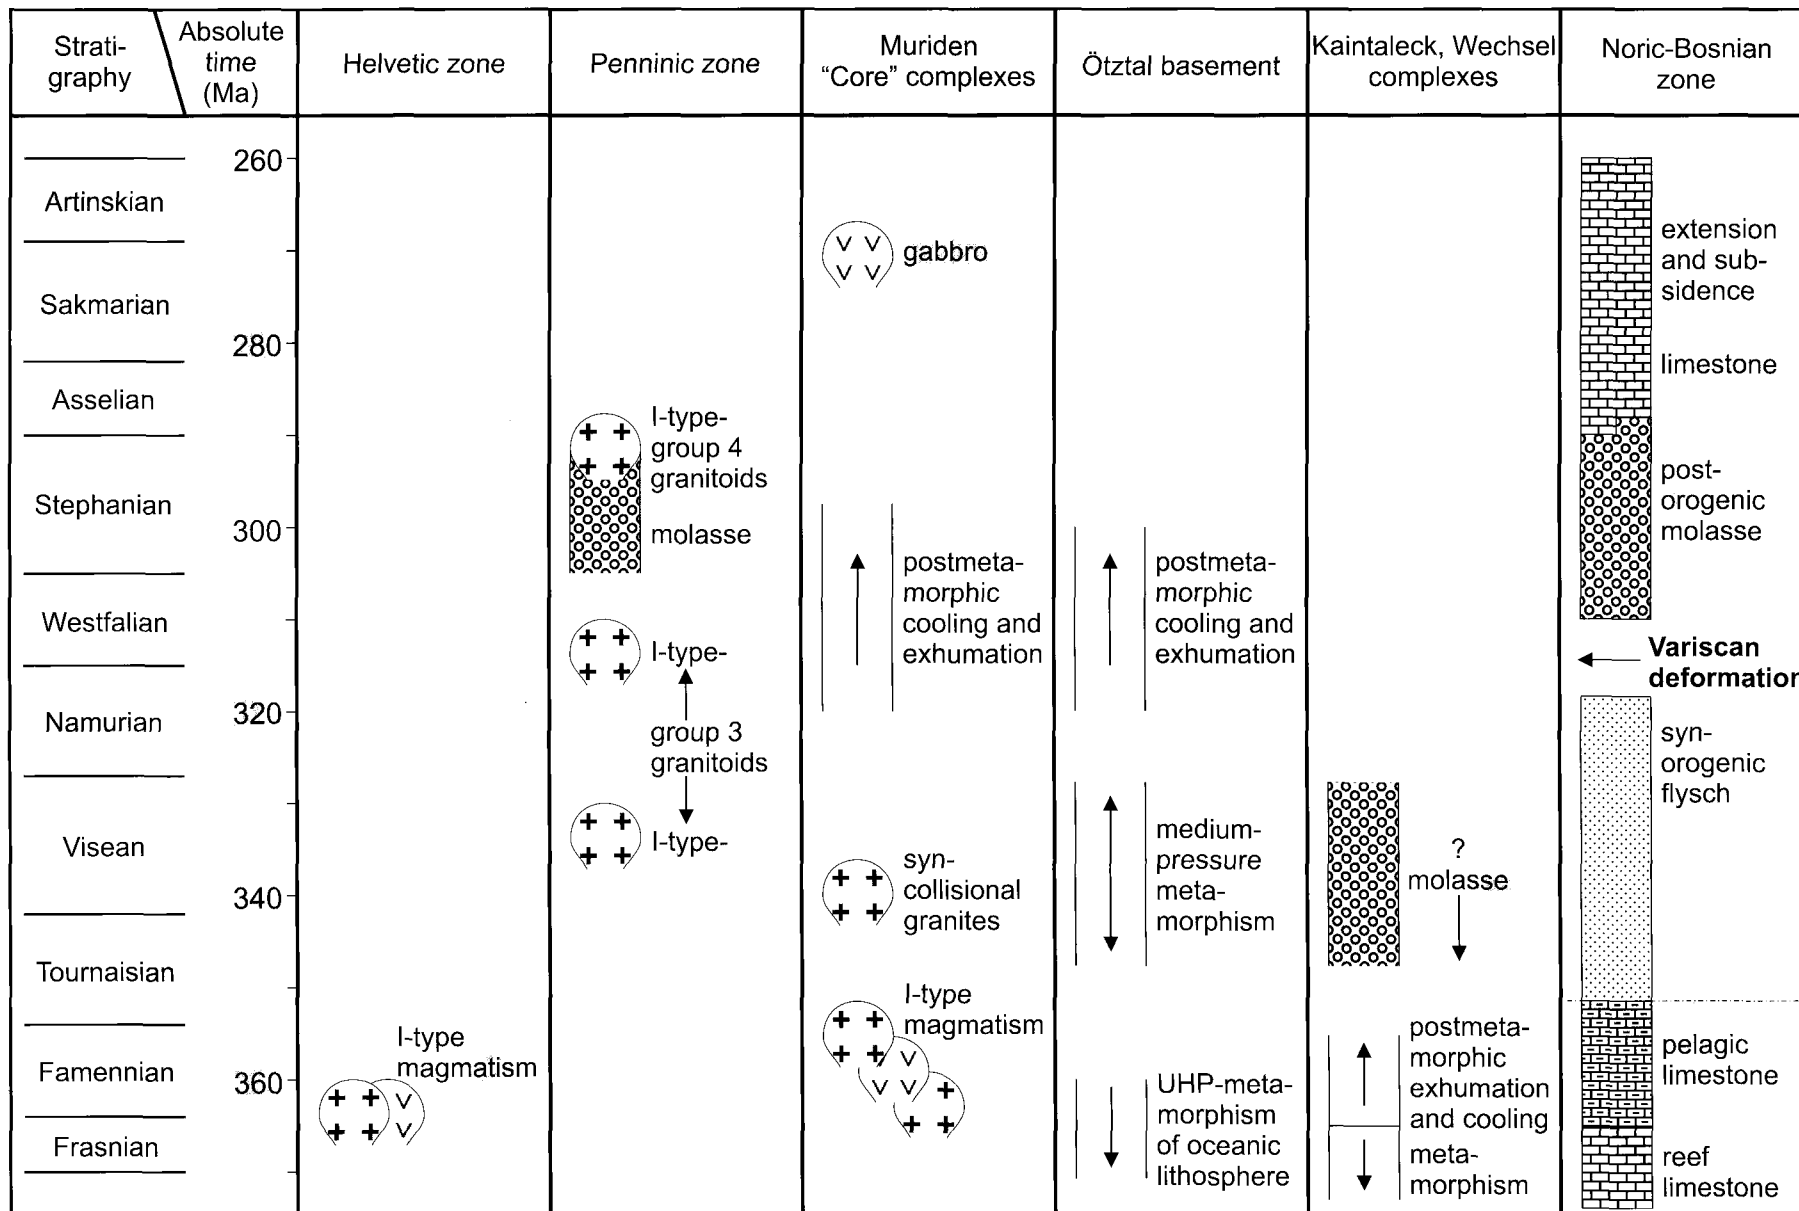 Strati-
graphy
Absolute
time
(Ma)
Helvetic zone
Penninic zone
Muriden
“Core” complexes
Ötztal basement
Kaintaleck, Wechsel
complexes
Noric-Bosnian
zone
Artinskian
Sakmarian
Asselian
Stephanian
Westfalian
Namurian
Visean
Tournaisian
Famennian
Frasnian
260
280
300
320
340
360
I-type
magmatism
I-type-
group 4
granitoids
molasse
I-type-
group 3
granitoids
I-type-
gabbro
postmeta-
morphic
cooling and
exhumation
syn-
collisional
granites
I-type
magmatism
postmeta-
morphic
cooling and
exhumation
medium-
pressure
meta-
morphism
UHP-meta-
morphism
of oceanic
lithosphere
?
molasse
postmeta-
morphic
exhumation
and cooling
meta-
morphism
extension
and sub-
sidence
limestone
post-
orogenic
molasse
Variscan
deformation
syn-
orogenic
flysch
pelagic
limestone
reef
limestone